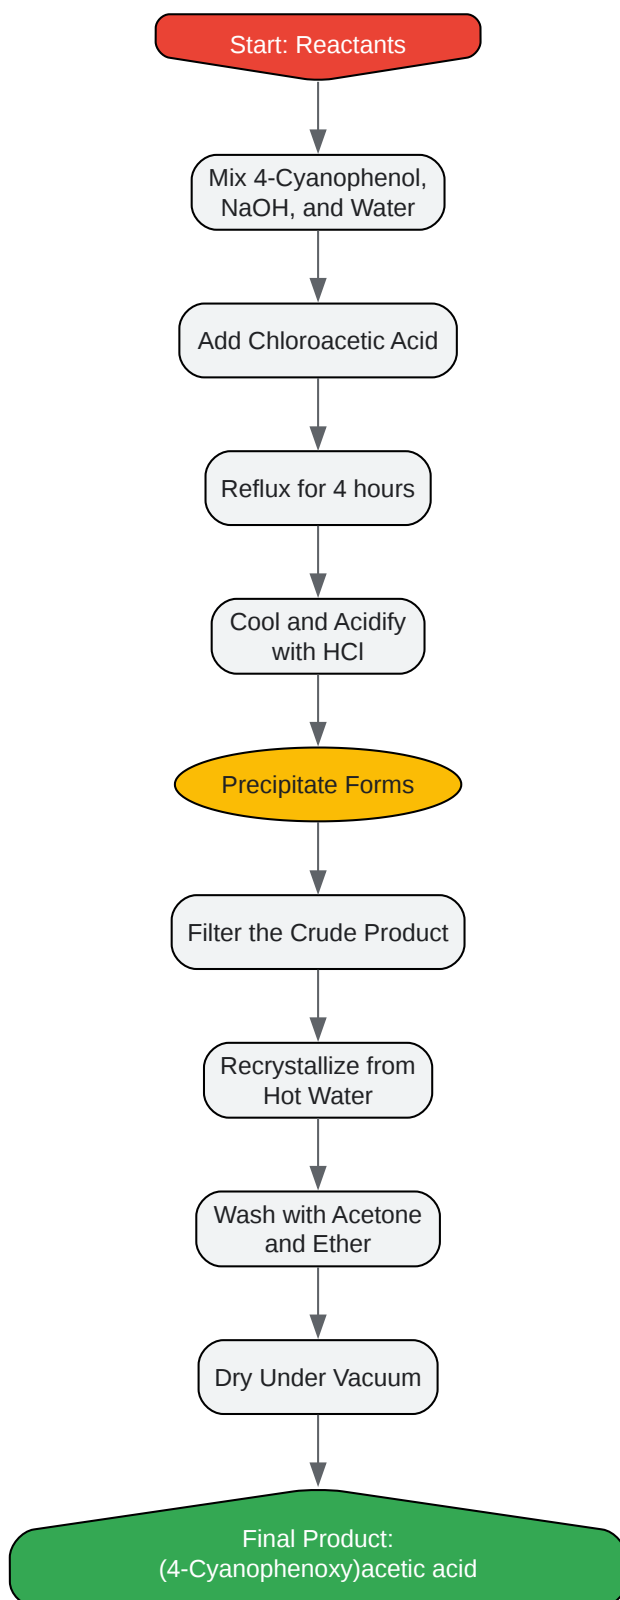 Start: Reactants
Mix 4-Cyanophenol,
NaOH, and Water
Add Chloroacetic Acid
Reflux for 4 hours
Cool and Acidify
with HCl
Precipitate Forms
Filter the Crude Product
Recrystallize from
Hot Water
Wash with Acetone
and Ether
Dry Under Vacuum
Final Product:
(4-Cyanophenoxy)acetic acid